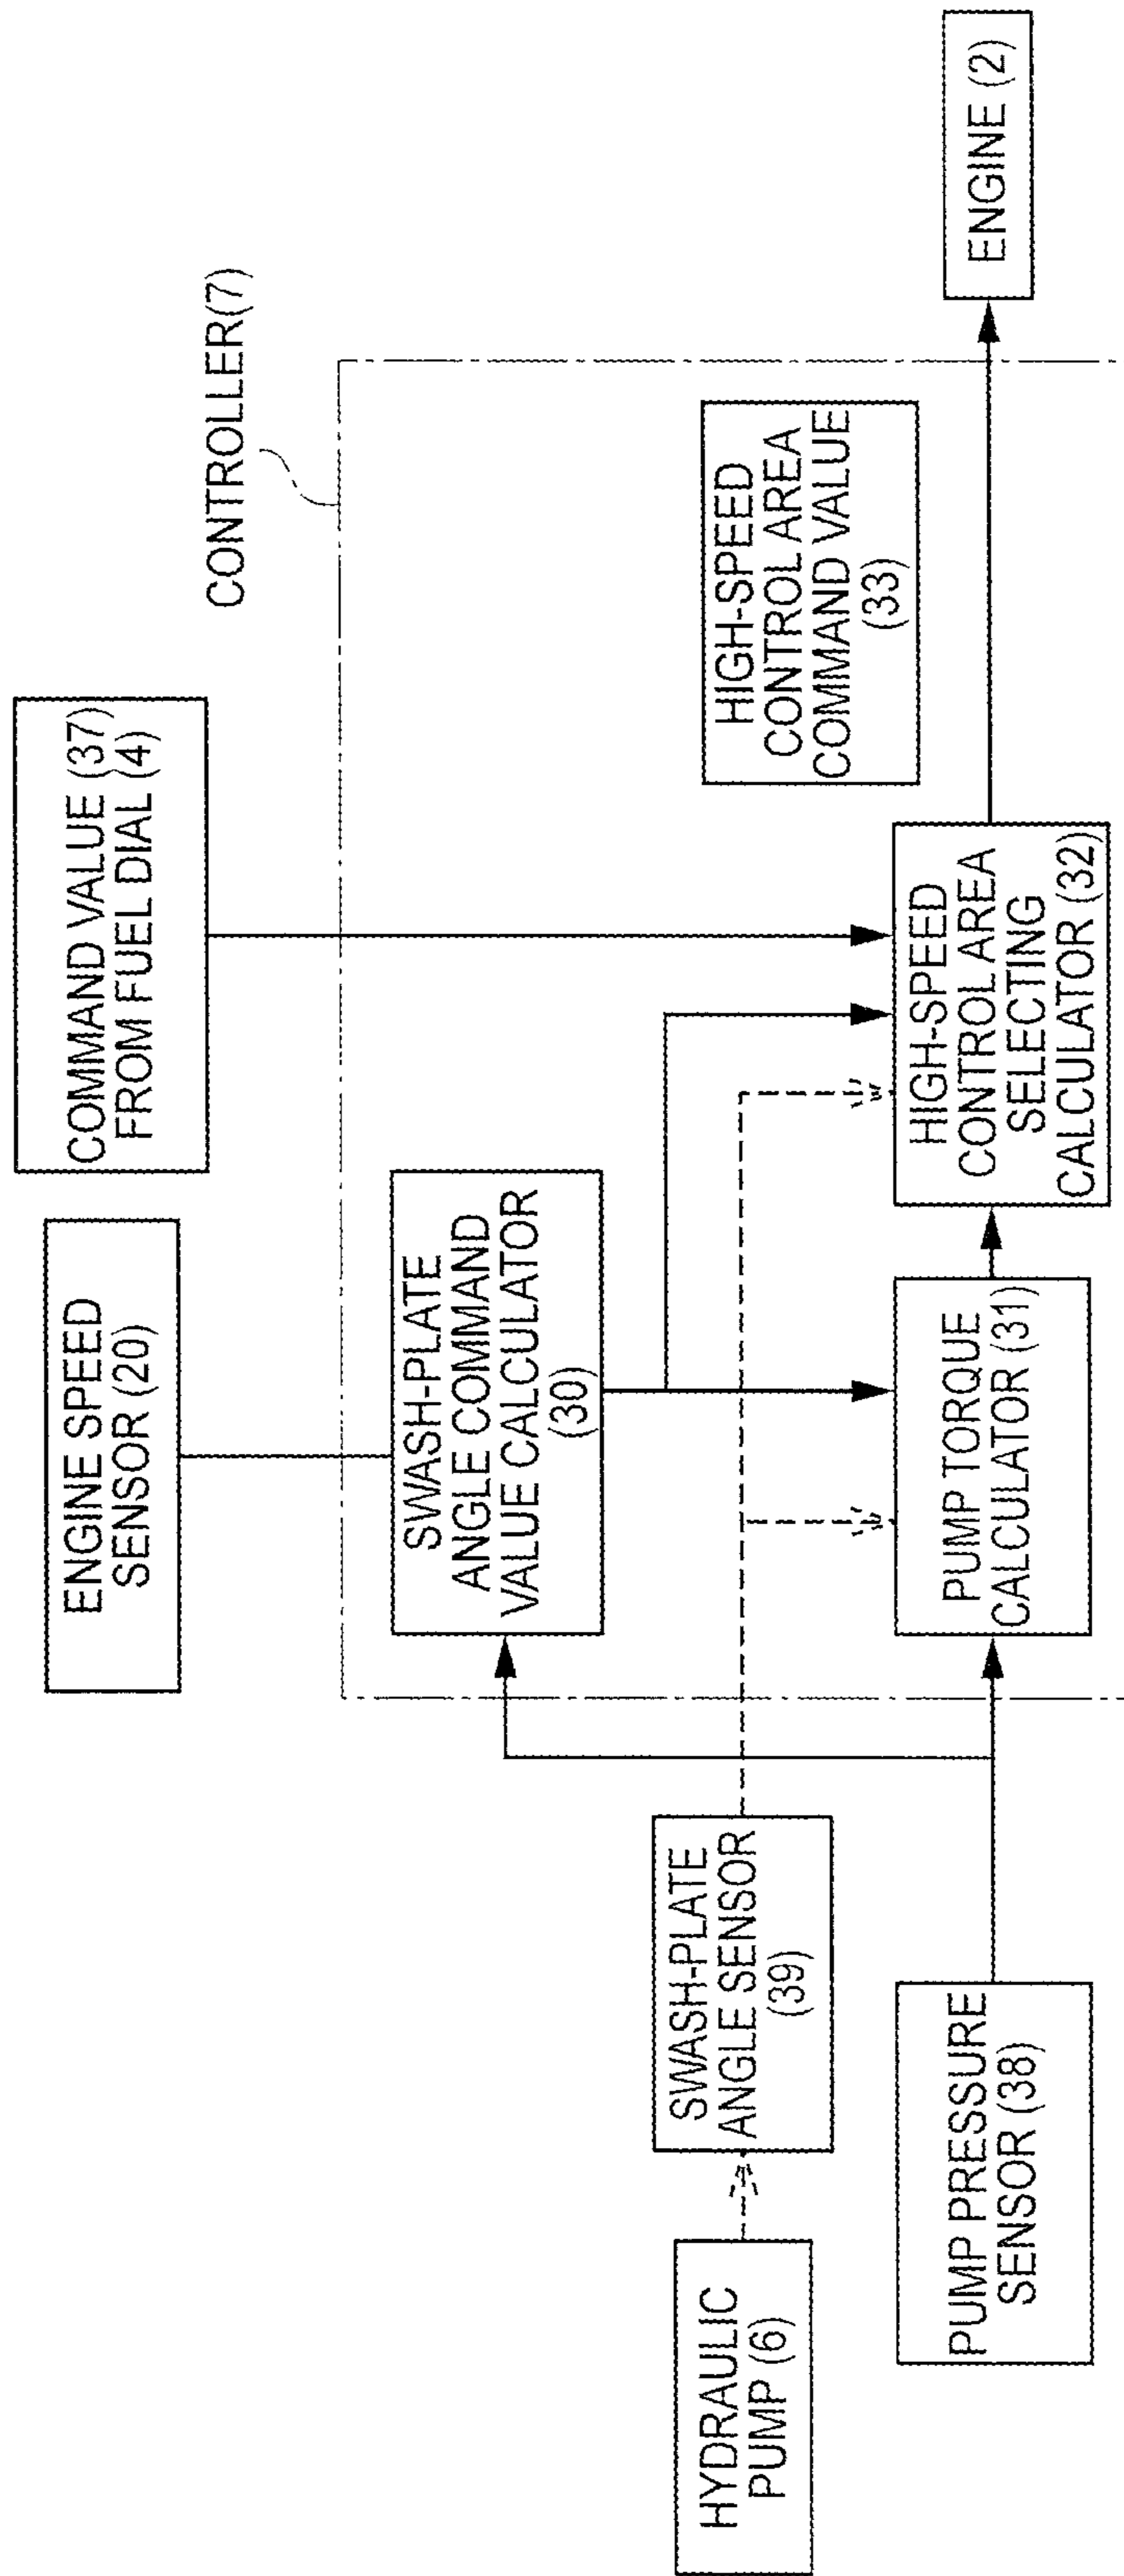 ENGINE SPEED
SENSOR (20)
COMMAND VALUE (37)
FROM FUEL DIAL (4)
CONTROLLER(7)
SWASH-PLATE
ANGLE COMMAND
VALUE CALCULATOR
(30)
HYDRAULIC
PUMP (6)
SWASH-PLATE
ANGLE SENSOR
(39)
HIGH-SPEED
CONTROL AREA
COMMAND VALUE
(33)
PUMP PRESSURE
SENSOR (38)
PUMP TORQUE
CALCULATOR (31)
HIGH-SPEED
CONTROL AREA
SELECTING
CALCULATOR (32)
ENGINE (2)